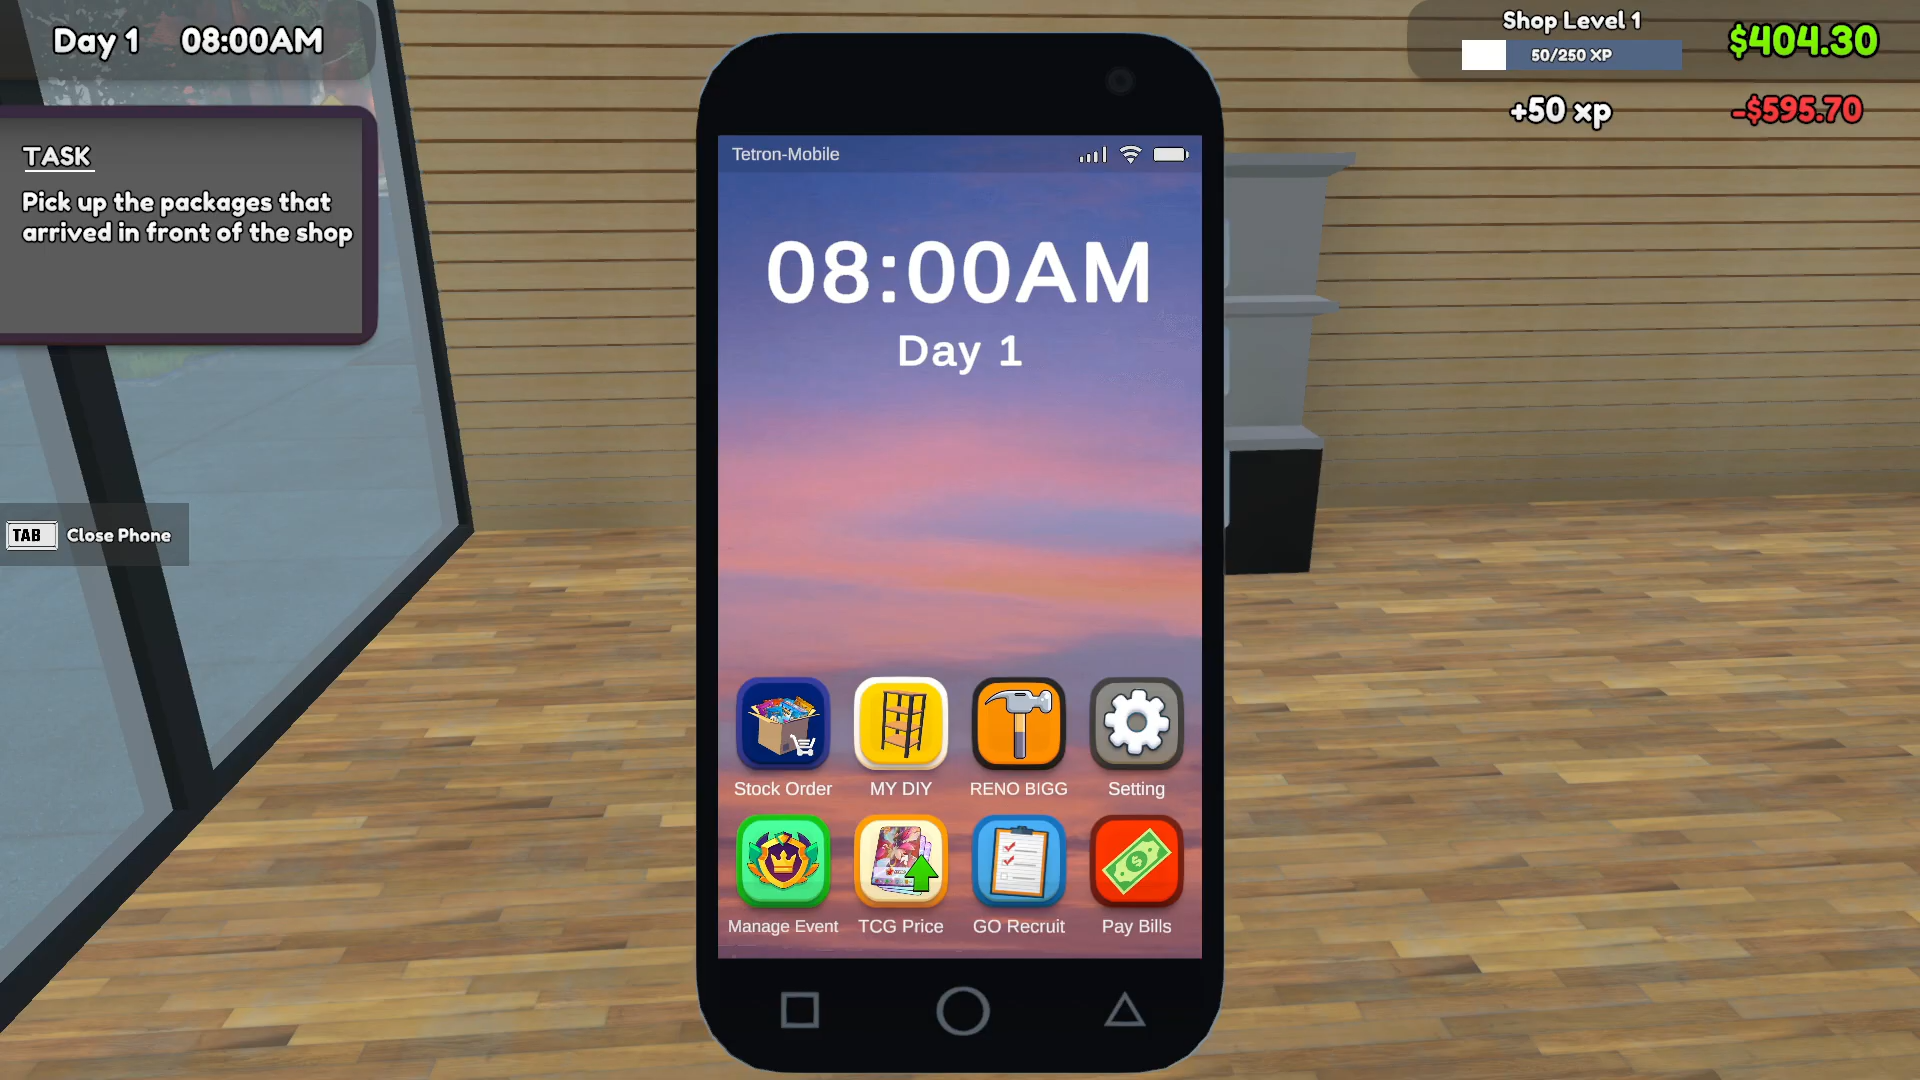 Day 1 08:00AM
Shop Level 1
50/250 XP
$404.30
+50 xp
-$595.70
TASK
Pick up the packages that
arrived in front of the shop
TAB Close Phone
Tetron-Mobile
08:00AM
Day 1
Stock Order MY DIY RENO BIGG Setting
Manage Event TCG Price GO Recruit Pay Bills